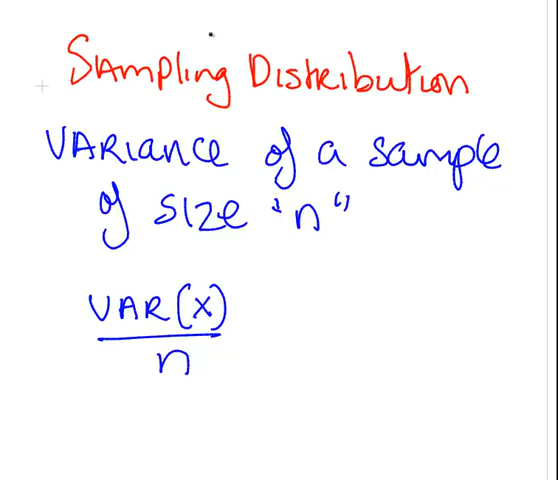 Sampling Distribution
Variance of a sample
of size "n"
VAR(X)
n